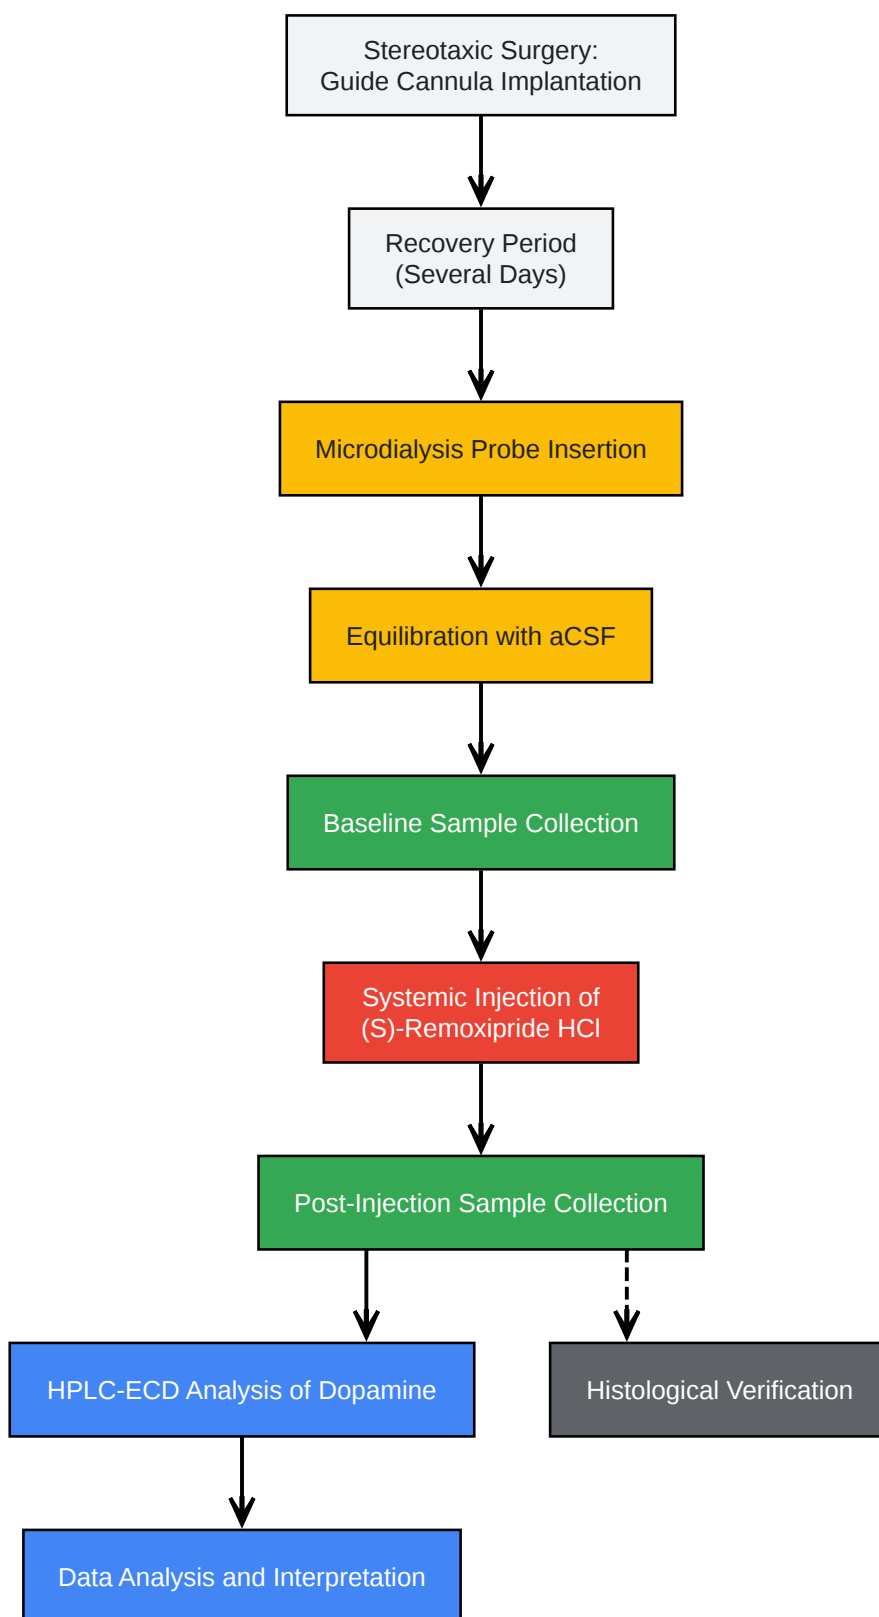 Stereotaxic Surgery:
Guide Cannula Implantation
Recovery Period
(Several Days)
Microdialysis Probe Insertion
Equilibration with aCSF
Baseline Sample Collection
Systemic Injection of
(S)-Remoxipride HCl
Post-Injection Sample Collection
HPLC-ECD Analysis of Dopamine
Histological Verification
Data Analysis and Interpretation